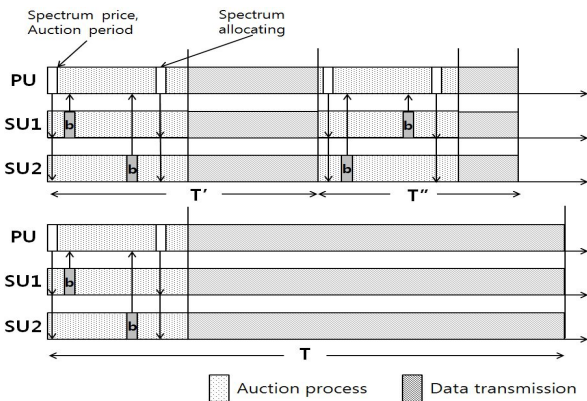 Spectrum price,
Auction period
Spectrum
allocating
PU
SU1
b
b
SU2
b
b
T'
T"
PU
SU1
b
SU2
b
T
Auction process
Data transmission